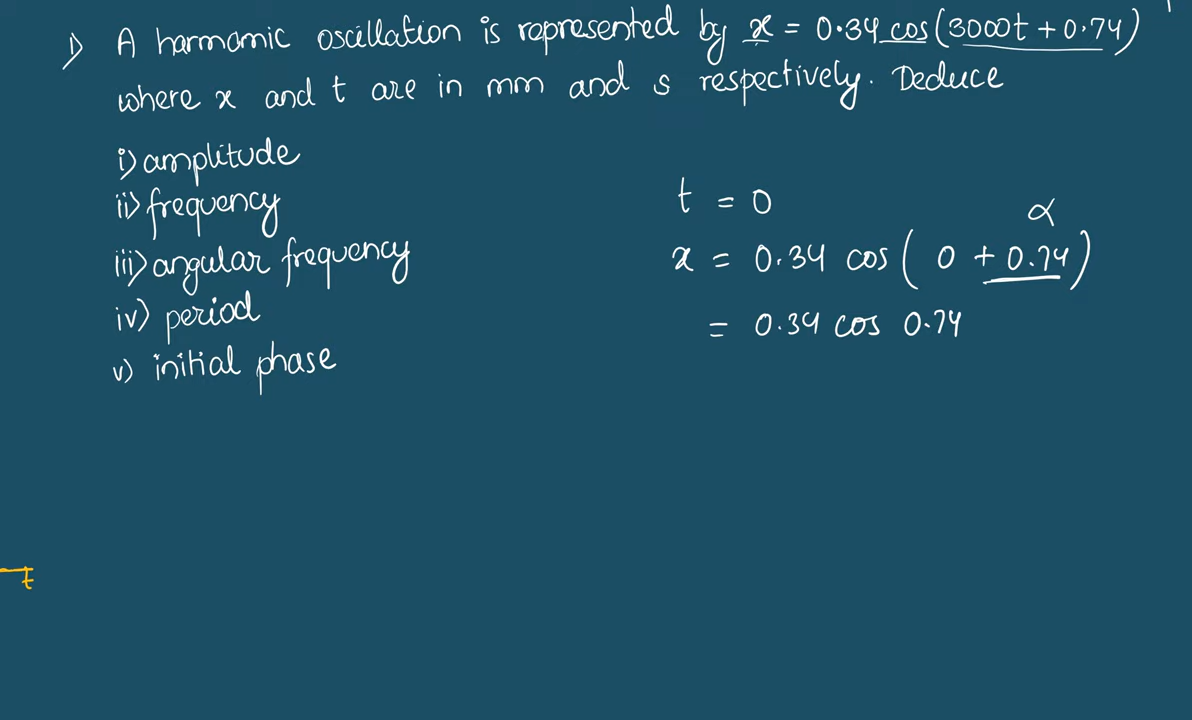 1) A harmonic oscillation is represented by x = 0.34 cos(3000t + 0.74)
where x and t are in mm and s respectively. Deduce
i) amplitude
ii) frequency
iii) angular frequency
iv) period
v) initial phase
t = 0
α
x = 0.34 cos( 0 + 0.74)
= 0.34 cos 0.74
t